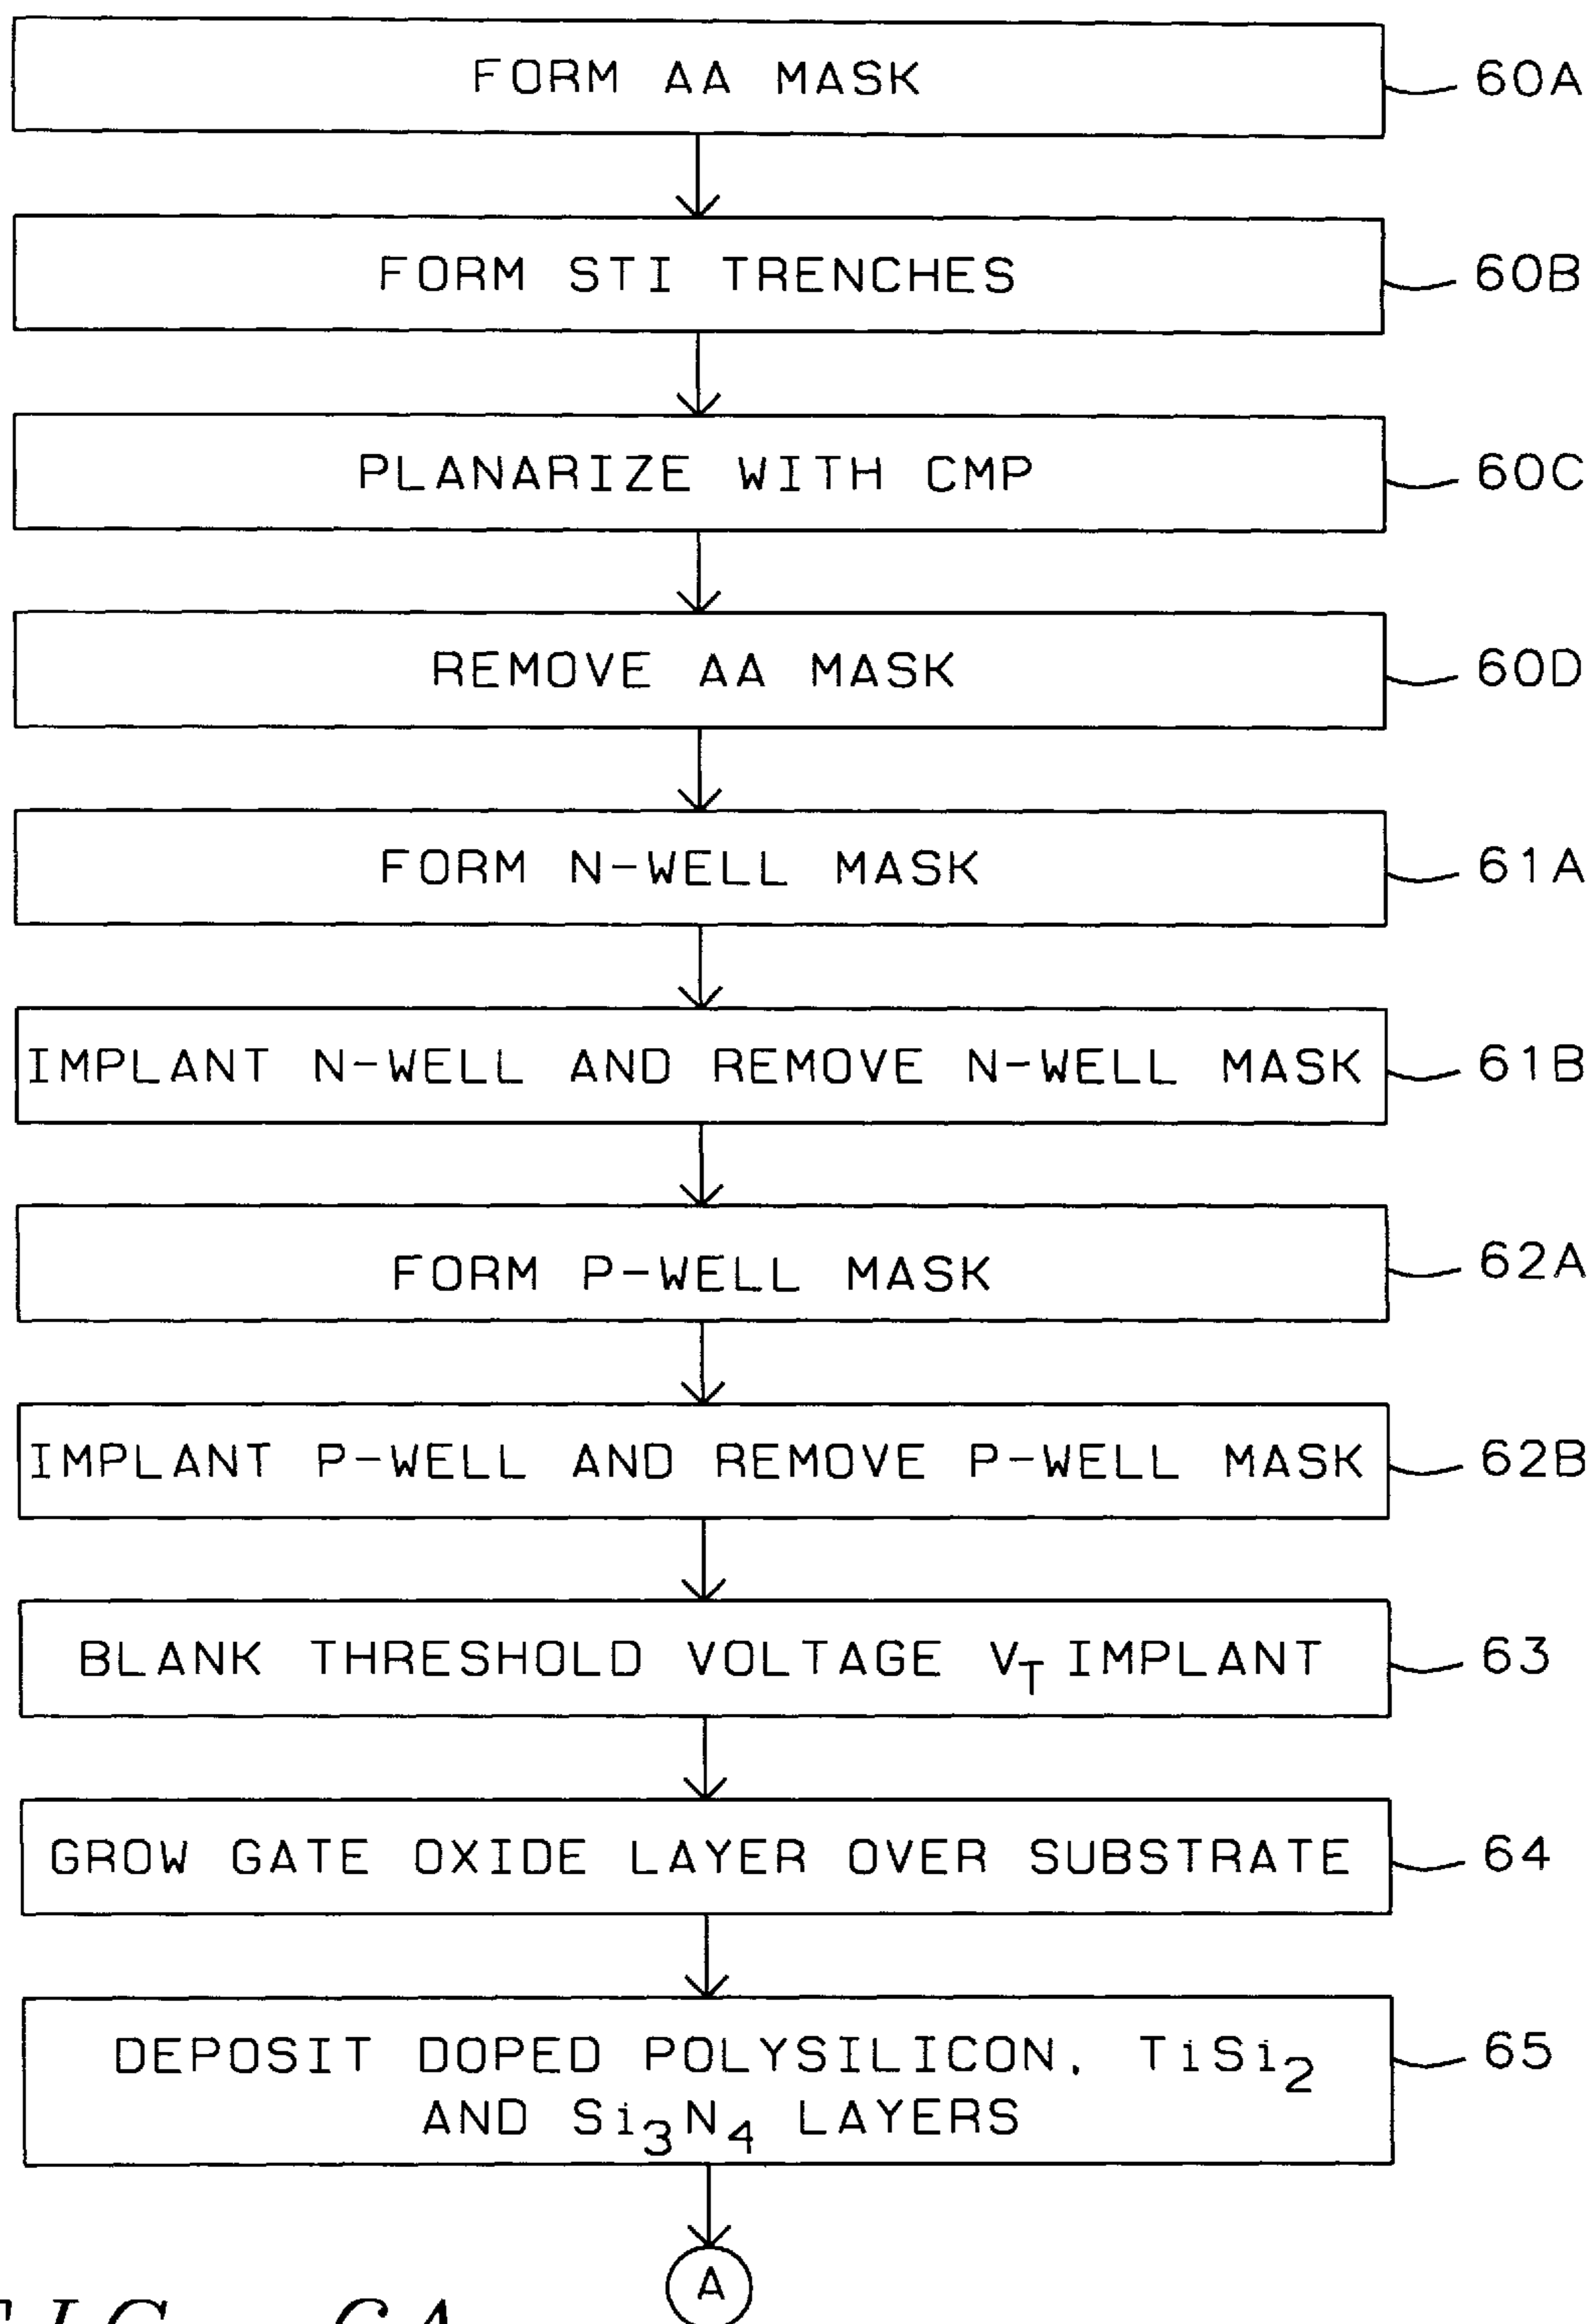 FORM AA MASK 60A
FORM STI TRENCHES 60B
PLANARIZE WITH CMP 60C
REMOVE AA MASK 60D
FORM N-WELL MASK 61A
IMPLANT N-WELL AND REMOVE N-WELL MASK 61B
FORM P-WELL MASK 62A
IMPLANT P-WELL AND REMOVE P-WELL MASK 62B
BLANK THRESHOLD VOLTAGE V_T IMPLANT 63
GROW GATE OXIDE LAYER OVER SUBSTRATE 64
DEPOSIT DOPED POLYSILICON, TiSi₂ 65
AND Si₃N₄ LAYERS
A